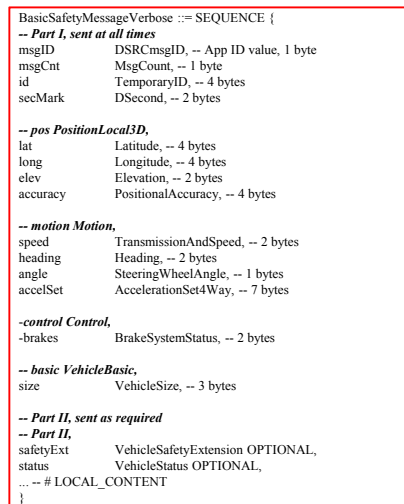 BasicSafetyMessageVerbose ::= SEQUENCE {
-- Part I, sent at all times
msgID DSRCmsgID, -- App ID value, 1 byte
msgCnt MsgCount, -- 1 byte
id TemporaryID, -- 4 bytes
secMark DSecond, -- 2 bytes
-- pos PositionLocal3D,
lat Latitude, -- 4 bytes
long Longitude, -- 4 bytes
elev Elevation, -- 2 bytes
accuracy PositionalAccuracy, -- 4 bytes
-- motion Motion,
speed TransmissionAndSpeed, -- 2 bytes
heading Heading, -- 2 bytes
angle SteeringWheelAngle, -- 1 bytes
accelSet AccelerationSet4Way, -- 7 bytes
-control Control,
-brakes BrakeSystemStatus, -- 2 bytes
-- basic VehicleBasic,
size VehicleSize, -- 3 bytes
-- Part II, sent as required
-- Part II,
safetyExt VehicleSafetyExtension OPTIONAL,
status VehicleStatus OPTIONAL,
... -- # LOCAL_CONTENT
}